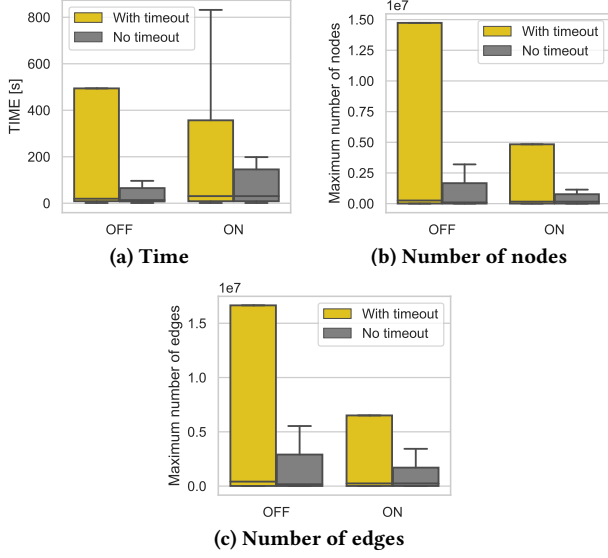 TIME [s]
800
600
400
200
0
With timeout
No timeout
OFF
ON
(a) Time
1e7
Maximum number of nodes
1.50
1.25
1.00
0.75
0.50
0.25
0.00
With timeout
No timeout
OFF
ON
(b) Number of nodes
1e7
Maximum number of edges
1.5
1.0
0.5
0.0
With timeout
No timeout
OFF
ON
(c) Number of edges